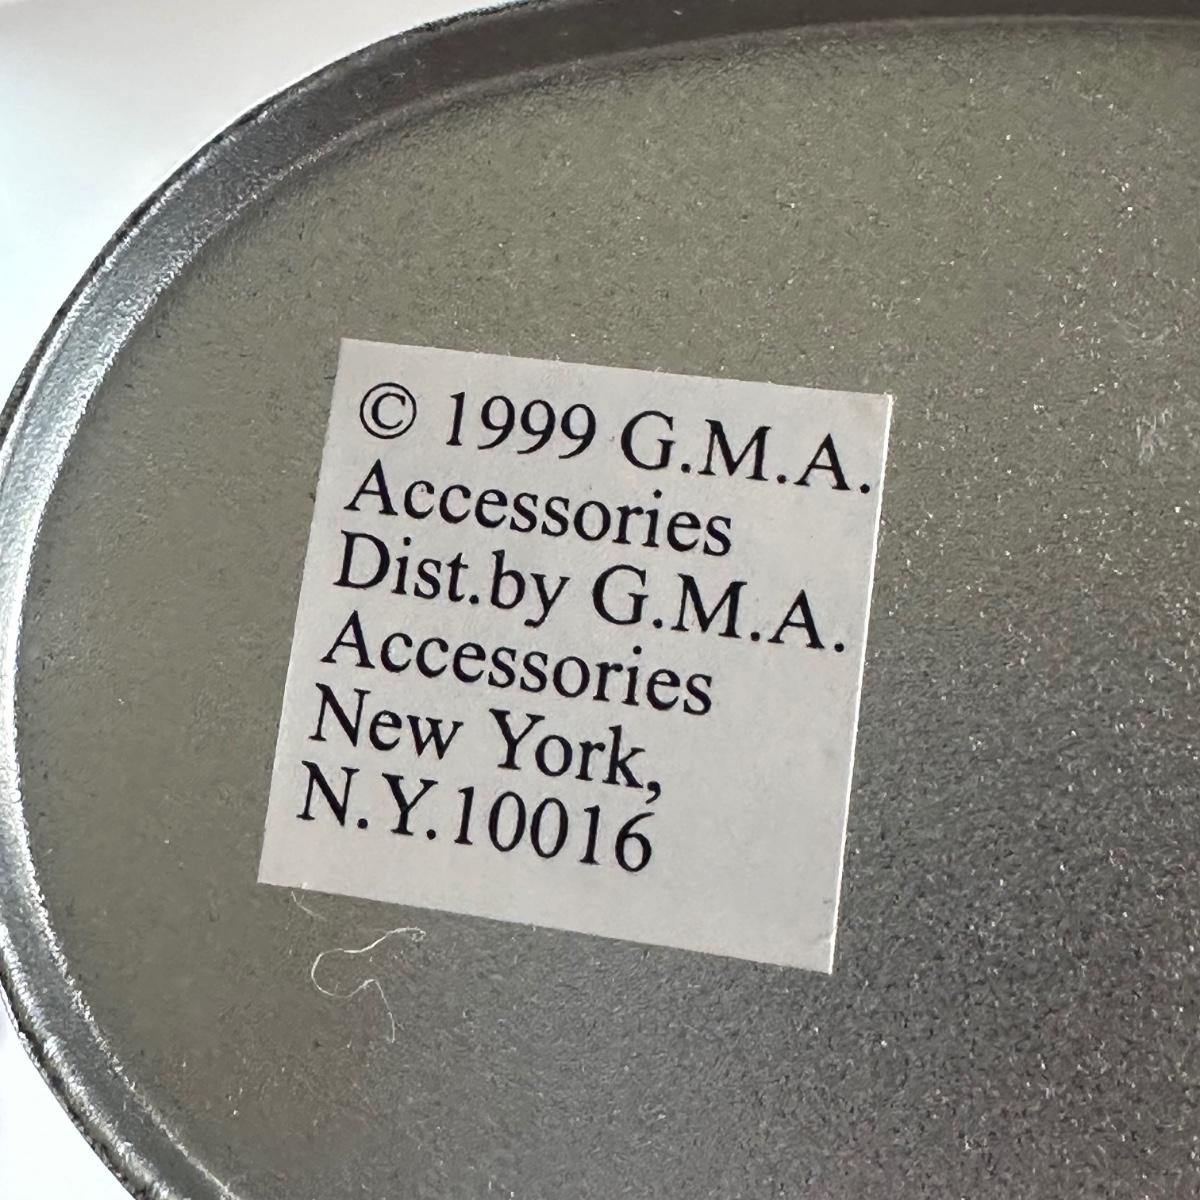 © 1999 G.M.A.
Accessories
Dist.by G.M.A.
Accessories
New York,
N.Y.10016